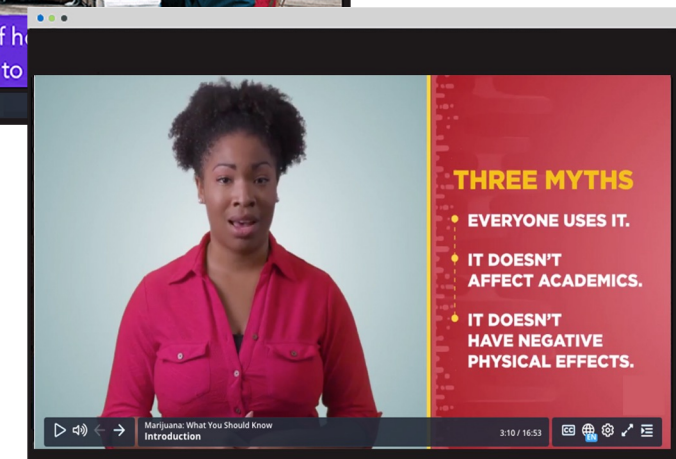 to
THREE MYTHS
EVERYONE USES IT.
IT DOESN'T
AFFECT ACADEMICS.
IT DOESN'T
HAVE NEGATIVE
PHYSICAL EFFECTS.
Marijuana: What You Should Know
Introduction
3:10 / 16:53
CC
EN